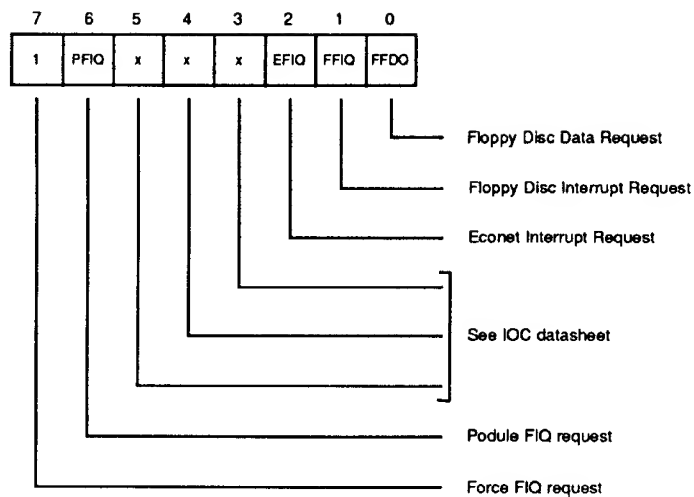 7 6 5 4 3 2 1 0
1 PFIQ x x x EFIQ FFIQ FFDQ
Floppy Disc Data Request
Floppy Disc Interrupt Request
Econet Interrupt Request
See IOC datasheet
Podule FIQ request
Force FIQ request